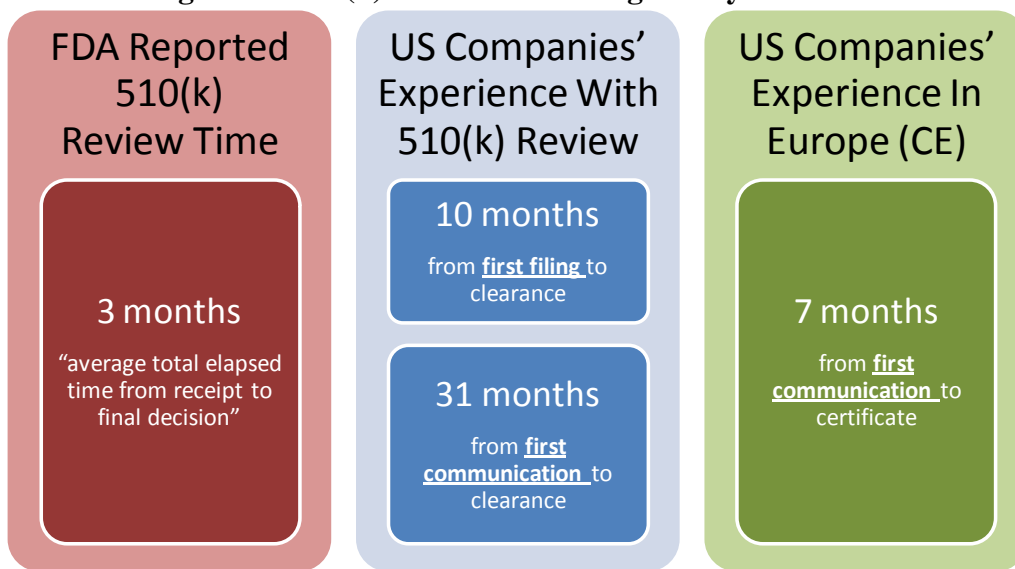 FDA Reported
510(k)
Review Time
3 months
“average total elapsed
time from receipt to
final decision”
US Companies’
Experience With
510(k) Review
10 months
from first filing to
clearance
31 months
from first
communication to
clearance
US Companies’
Experience In
Europe (CE)
7 months
from first
communication to
certificate